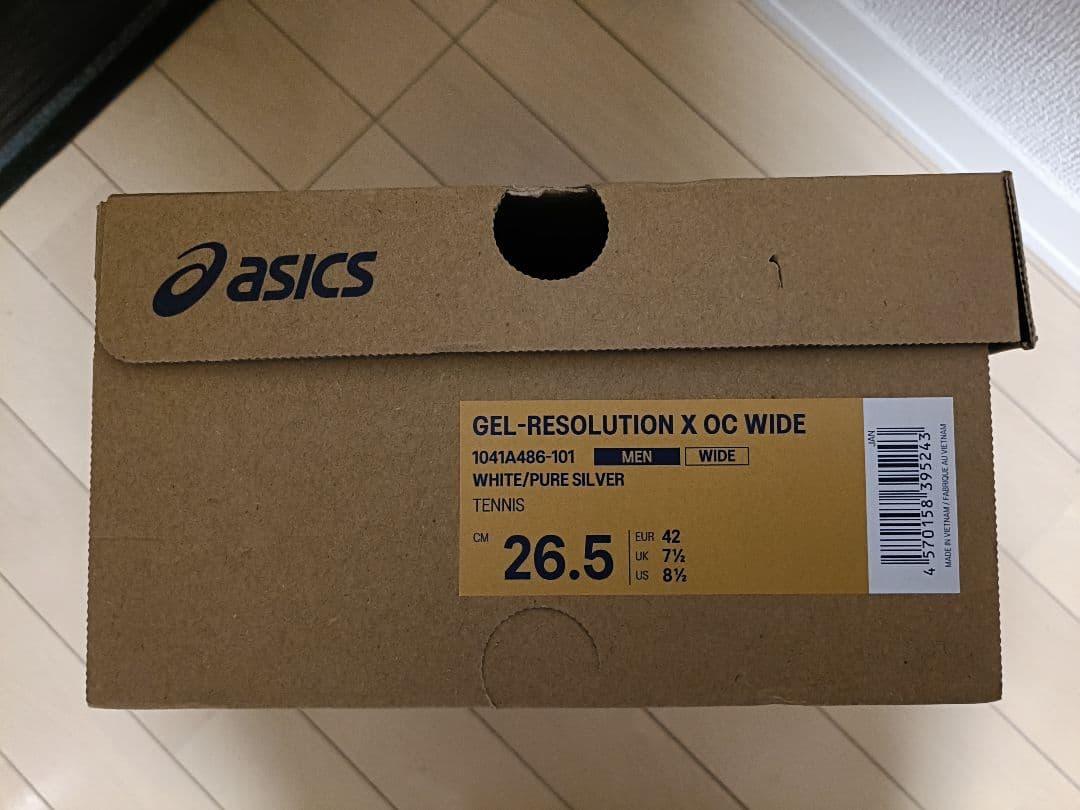 asics
GEL-RESOLUTION X OC WIDE
1041A486-101 MEN WIDE
WHITE/PURE SILVER
TENNIS
CM 26.5
EUR 42
UK 7½
US 8½
JAN
4 570158 395243
MADE IN VIETNAM / FABRIQUÉ AU VIETNAM